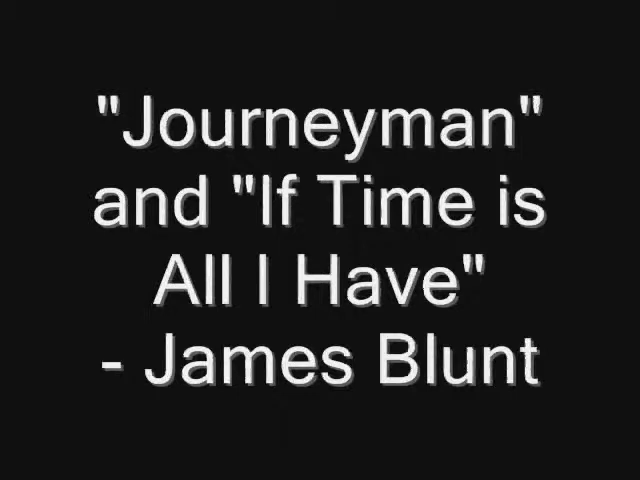 "Journeyman"
and "If Time is
All I Have"
- James Blunt